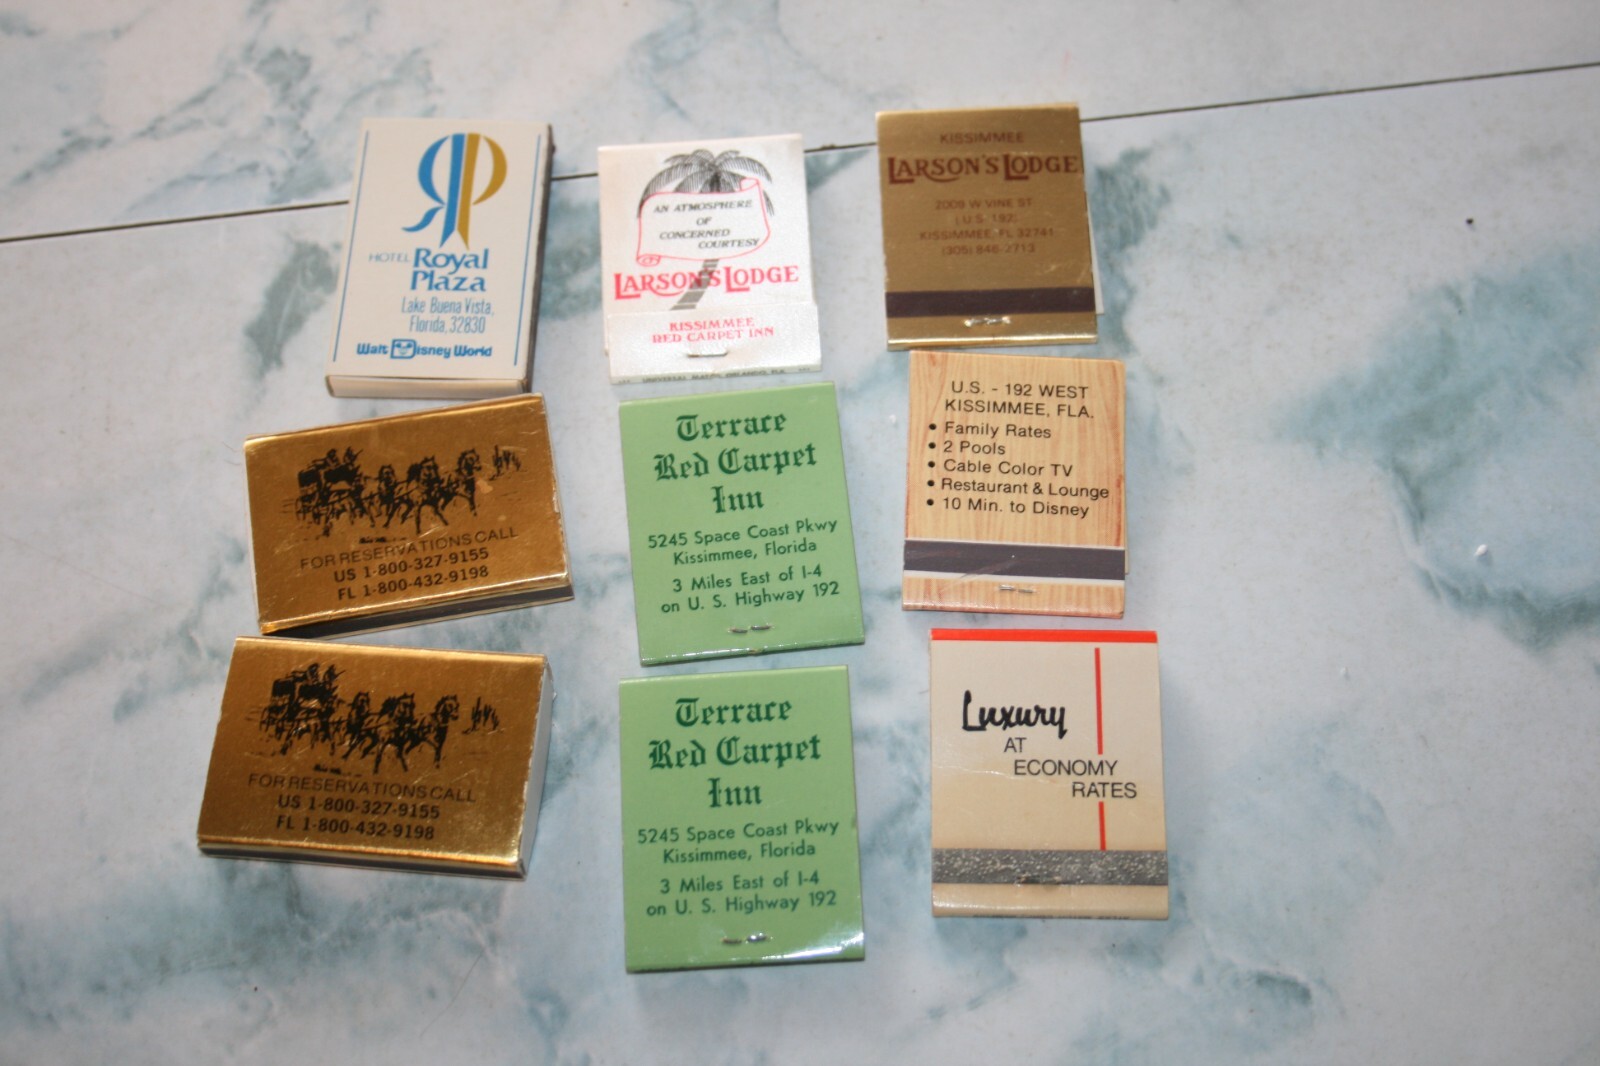 RP
HOTEL Royal
Plaza
Lake Buena Vista,
Florida, 32830
Walt Disney World
AN ATMOSPHERE
OF
CONCERNED
COURTESY
LARSON'S LODGE
KISSIMMEE
RED CARPET INN
KISSIMMEE
LARSON'S LODGE
2009 W VINE ST
(U.S. 192)
KISSIMMEE, FL 32741
(305) 846-2713
FOR RESERVATIONS CALL
US 1-800-327-9155
FL 1-800-432-9198
Terrace
Red Carpet
Inn
5245 Space Coast Pkwy
Kissimmee, Florida
3 Miles East of I-4
on U. S. Highway 192
U.S. - 192 WEST
KISSIMMEE, FLA.
• Family Rates
• 2 Pools
• Cable Color TV
• Restaurant & Lounge
• 10 Min. to Disney
FOR RESERVATIONS CALL
US 1-800-327-9155
FL 1-800-432-9198
Terrace
Red Carpet
Inn
5245 Space Coast Pkwy
Kissimmee, Florida
3 Miles East of I-4
on U. S. Highway 192
Luxury
AT
ECONOMY
RATES